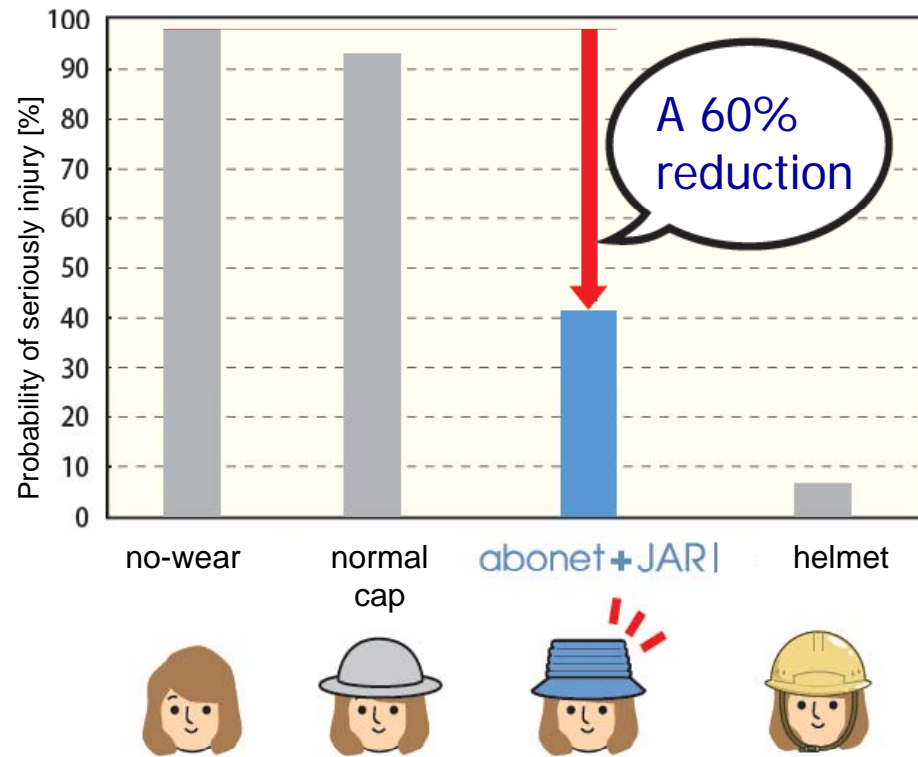 Probability of seriously injury [%]
100
90
80
70
60
50
40
30
20
10
0
A 60%
reduction
no-wear
normal
cap
abonet+JARI
helmet